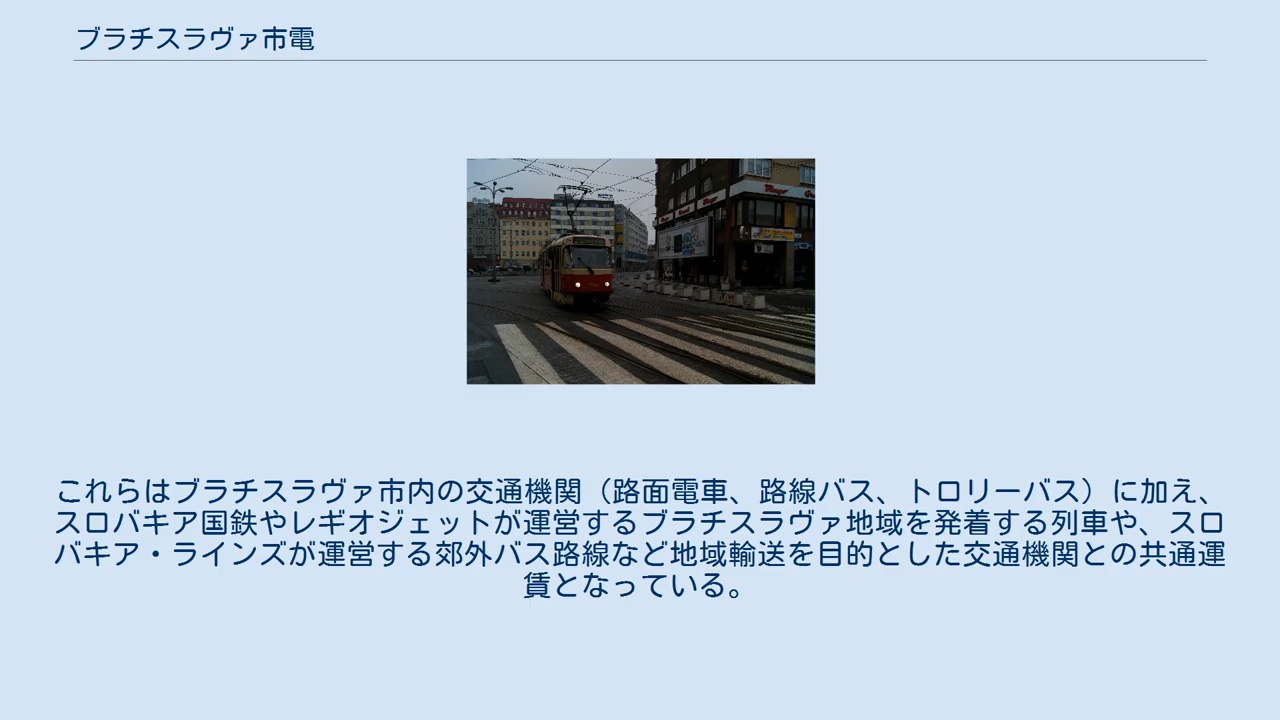 ブラチスラヴァ市電
これらはブラチスラヴァ市内の交通機関（路面電車、路線バス、トロリーバス）に加え、
スロバキア国鉄やレギオジェットが運営するブラチスラヴァ地域を発着する列車や、スロ
バキア・ラインズが運営する郊外バス路線など地域輸送を目的とした交通機関との共通運
賃となっている。